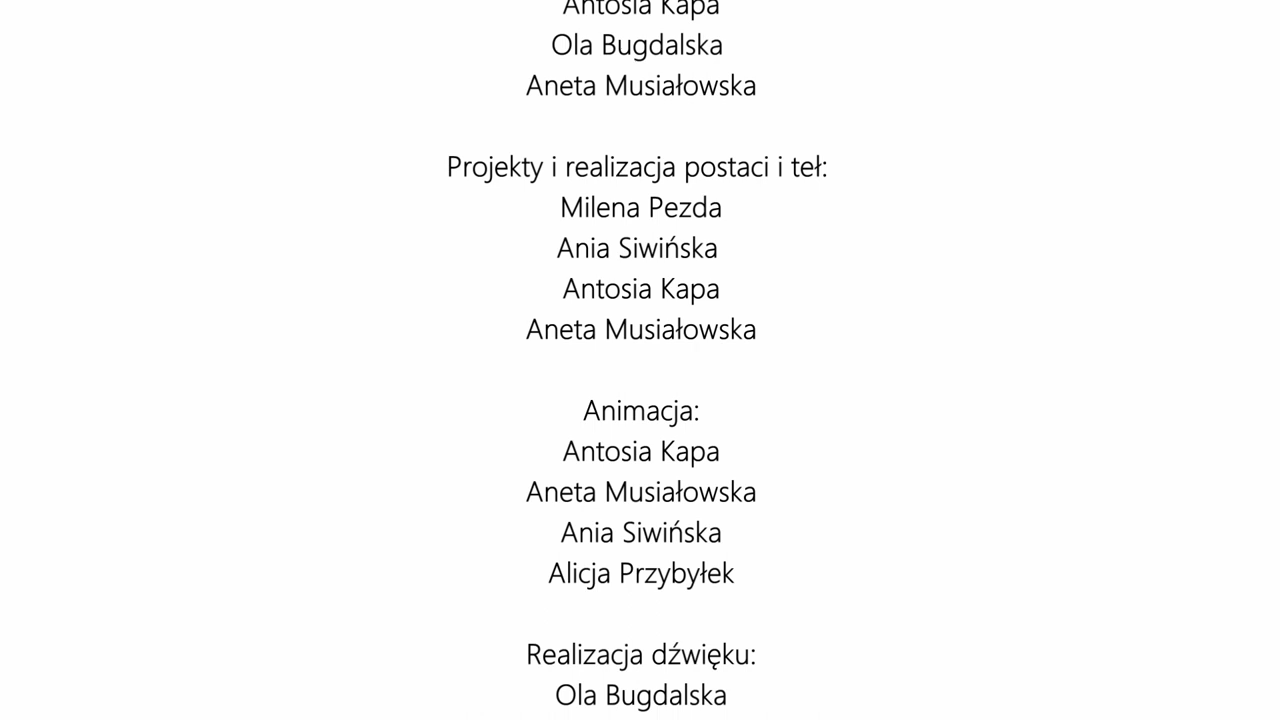 Antosia Kapa
Ola Bugdalska
Aneta Musiałowska
Projekty i realizacja postaci i teł:
Milena Pezda
Ania Siwińska
Antosia Kapa
Aneta Musiałowska
Animacja:
Antosia Kapa
Aneta Musiałowska
Ania Siwińska
Alicja Przybyłek
Realizacja dźwięku:
Ola Bugdalska